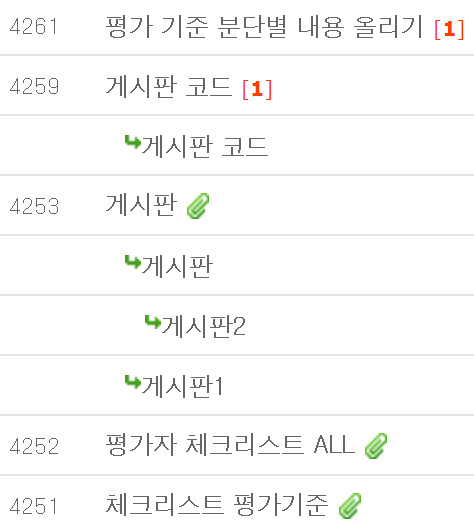 4261 평가 기준 분단별 내용 올리기 [1]
4259 게시판 코드 [1]
게시판 코드
4253 게시판
게시판
게시판2
게시판1
4252 평가자 체크리스트 ALL
4251 체크리스트 평가기준